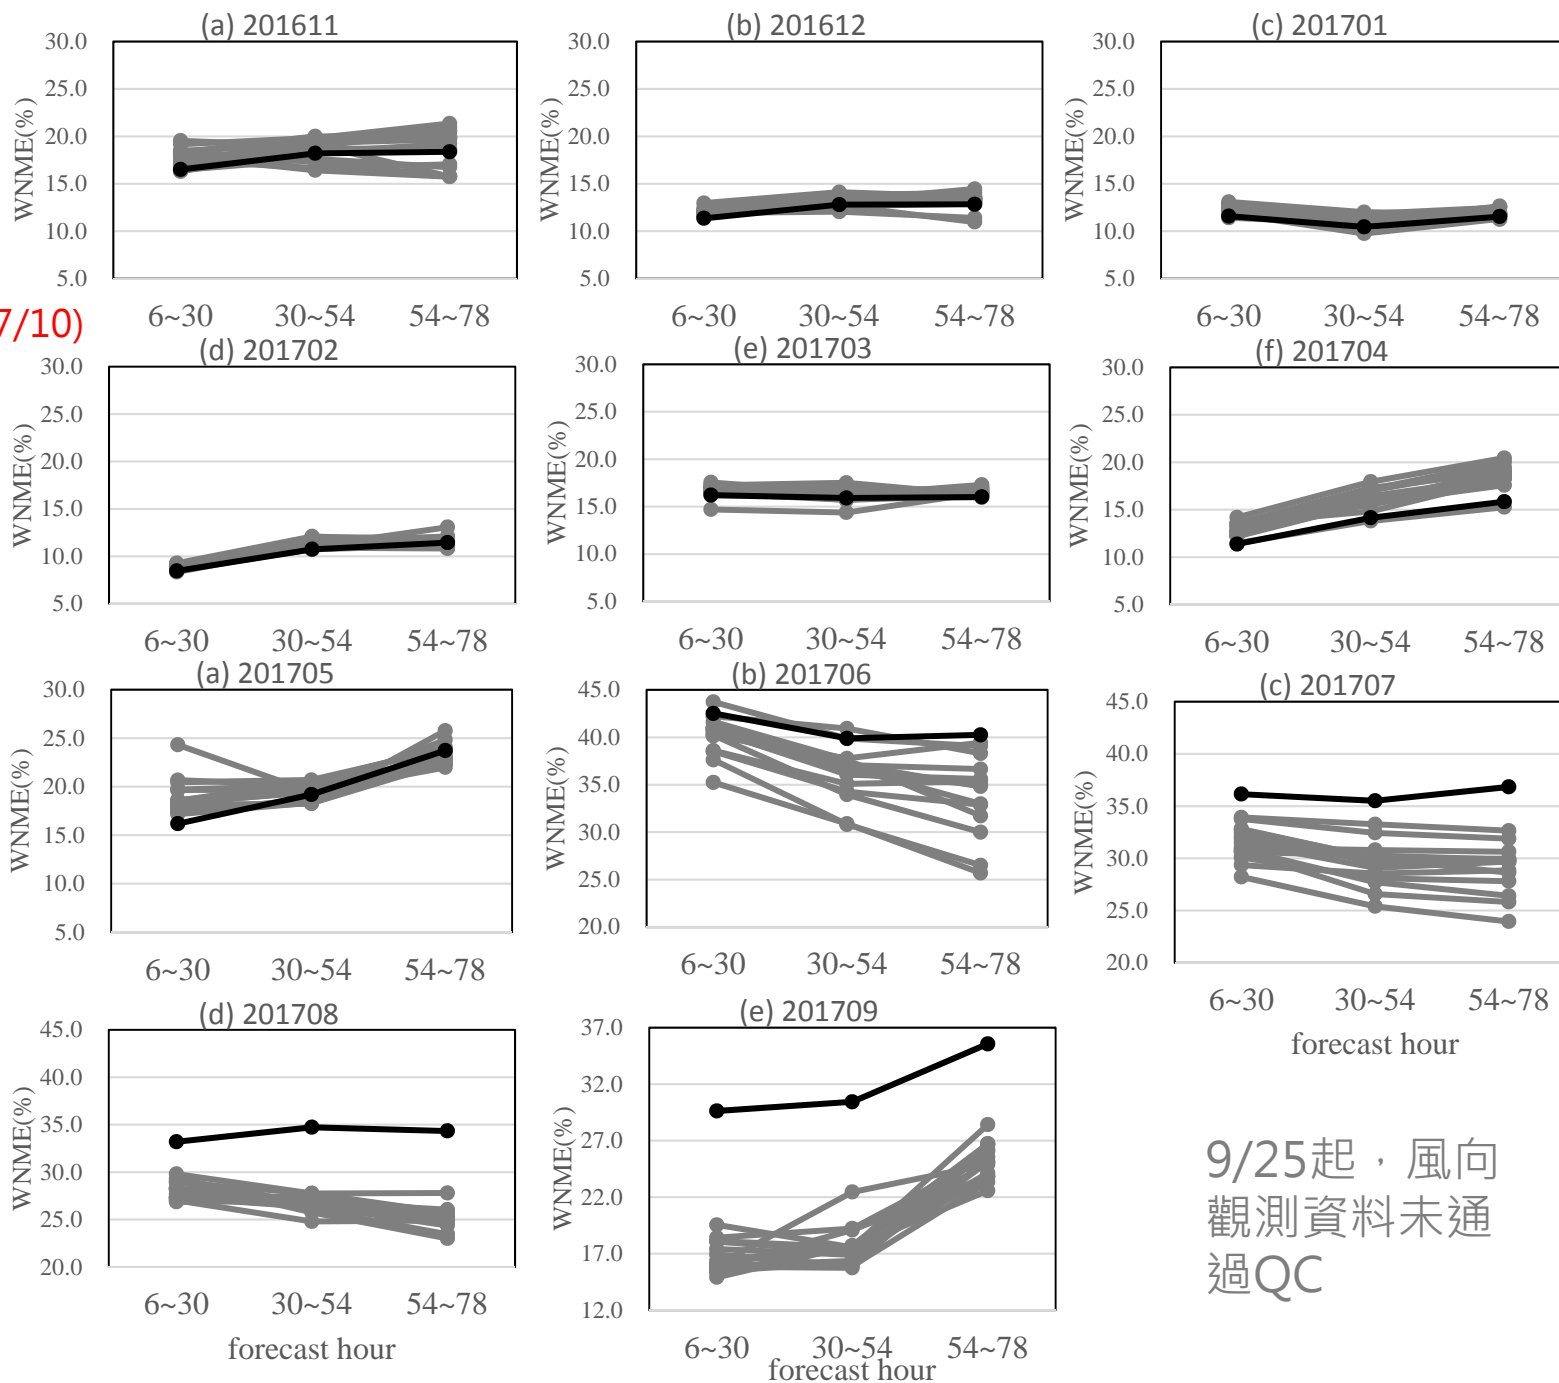 (a) 201611
(b) 201612
(c) 201701
30.0
25.0
20.0
15.0
10.0
5.0
WNME(%)
6~30 30~54 54~78
30.0
25.0
20.0
15.0
10.0
5.0
WNME(%)
6~30 30~54 54~78
30.0
25.0
20.0
15.0
10.0
5.0
WNME(%)
6~30 30~54 54~78
7/10)
(d) 201702
(e) 201703
(f) 201704
30.0
25.0
20.0
15.0
10.0
5.0
WNME(%)
6~30 30~54 54~78
30.0
25.0
20.0
15.0
10.0
5.0
WNME(%)
6~30 30~54 54~78
30.0
25.0
20.0
15.0
10.0
5.0
WNME(%)
6~30 30~54 54~78
(a) 201705
(b) 201706
(c) 201707
30.0
25.0
20.0
15.0
10.0
5.0
WNME(%)
6~30 30~54 54~78
45.0
40.0
35.0
30.0
25.0
20.0
WNME(%)
6~30 30~54 54~78
45.0
40.0
35.0
30.0
25.0
20.0
WNME(%)
6~30 30~54 54~78
forecast hour
(d) 201708
(e) 201709
45.0
40.0
35.0
30.0
25.0
20.0
WNME(%)
6~30 30~54 54~78
forecast hour
37.0
32.0
27.0
22.0
17.0
12.0
WNME(%)
6~30 30~54 54~78
forecast hour
9/25起，風向
觀測資料未通
過QC